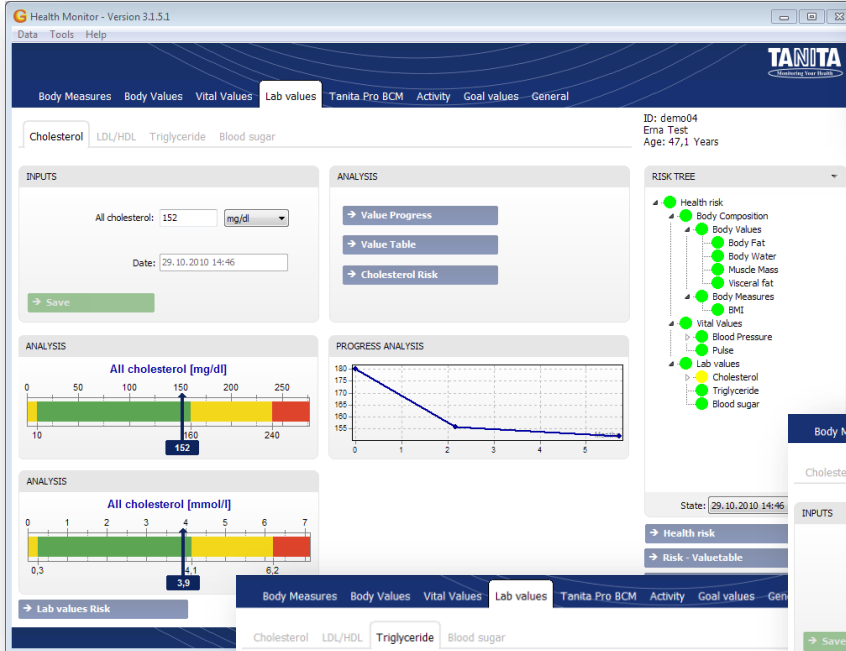 Health Monitor - Version 3.1.5.1
Data Tools Help
TANITA
Monitoring Your Health
Body Measures Body Values Vital Values Lab values Tanita Pro BCM Activity Goal values General
ID: demo04
Erna Test
Age: 47,1 Years
Cholesterol LDL/HDL Triglyceride Blood sugar
INPUTS
All cholesterol: 152 mg/dl
Date: 29.10.2010 14:46
Save
ANALYSIS
Value Progress
Value Table
Cholesterol Risk
RISK TREE
Health risk
Body Composition
Body Values
Body Fat
Body Water
Muscle Mass
Visceral fat
Body Measures
BMI
Vital Values
Blood Pressure
Pulse
Lab values
Cholesterol
Triglyceride
Blood sugar
ANALYSIS
All cholesterol [mg/dl]
0 50 100 150 200 250
10 160 240
152
PROGRESS ANALYSIS
180
175
170
165
160
155
0 1 2 3 4 5
ANALYSIS
All cholesterol [mmol/l]
0 1 2 3 4 5 6 7
0,3 4,1 6,2
3,9
Lab values Risk
State: 29.10.2010 14:46
Health risk
Risk - Valuetable
Body M
Choleste
INPUTS
Save
Body Measures Body Values Vital Values Lab values Tanita Pro BCM Activity Goal values Gen
Cholesterol LDL/HDL Triglyceride Blood sugar